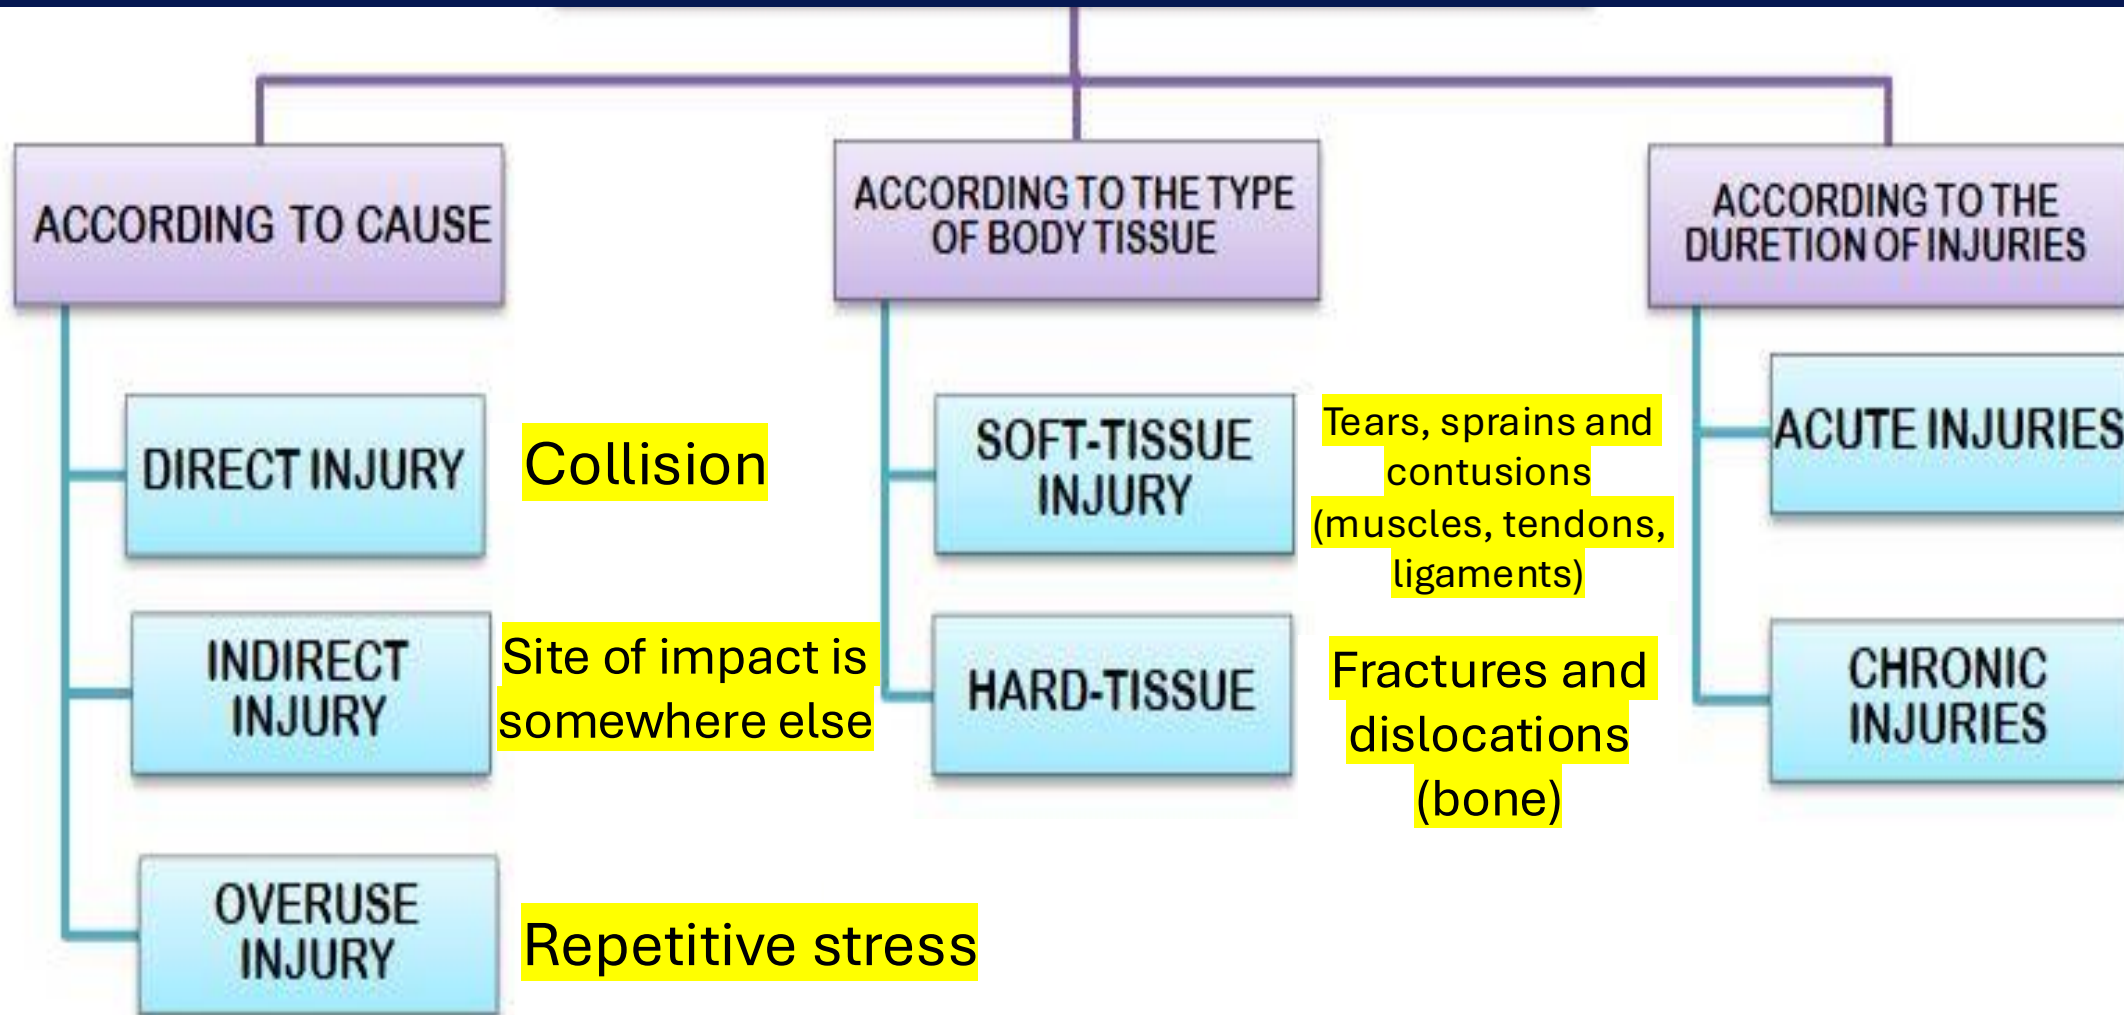 ACCORDING TO CAUSE
DIRECT INJURY
Collision
INDIRECT
INJURY
Site of impact is
somewhere else
OVERUSE
INJURY
Repetitive stress
ACCORDING TO THE TYPE
OF BODY TISSUE
SOFT-TISSUE
INJURY
Tears, sprains and
contusions
(muscles, tendons,
ligaments)
HARD-TISSUE
Fractures and
dislocations
(bone)
ACCORDING TO THE
DURETION OF INJURIES
ACUTE INJURIES
CHRONIC
INJURIES